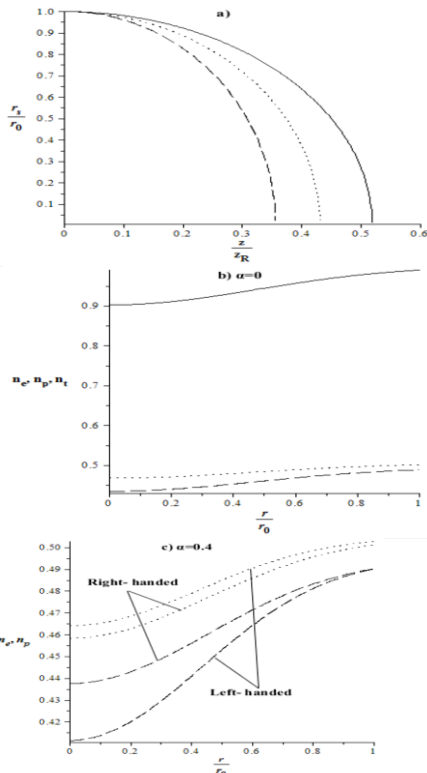 a)
1.0
0.9
0.8
0.7
0.6
0.5
0.4
0.3
0.2
0.1
r_s
r_0
0 0.1 0.2 0.3 0.4 0.5 0.6
z
z_R
b) α=0
0.9
0.8
0.7
0.6
0.5
n_e, n_p, n_t
0 0.2 0.4 0.6 0.8 1
r
r_0
c) α=0.4
0.50
0.49
0.48
0.47
0.46
0.45
0.44
0.43
0.42
Right- handed
n_e, n_p
Left-handed
0 0.2 0.4 0.6 0.8 1
r
r_0